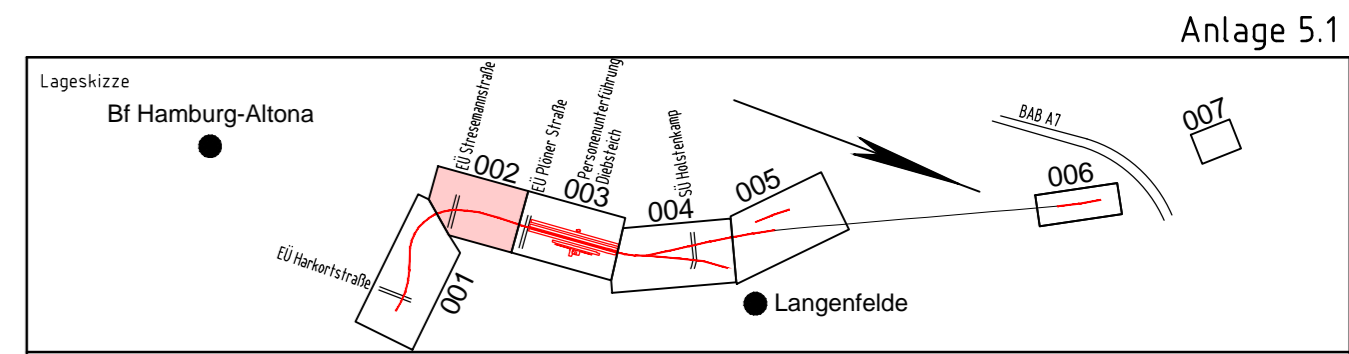 Anlage 5.1
Lageskizze
Bf Hamburg-Altona
EÜ Harkortstraße
001
EÜ Stresemannstraße
002
EÜ Plöner Straße
Personenunterführung
Diebsteich
003
SÜ Holstenkamp
004
005
Langenfelde
BAB A7
006
007